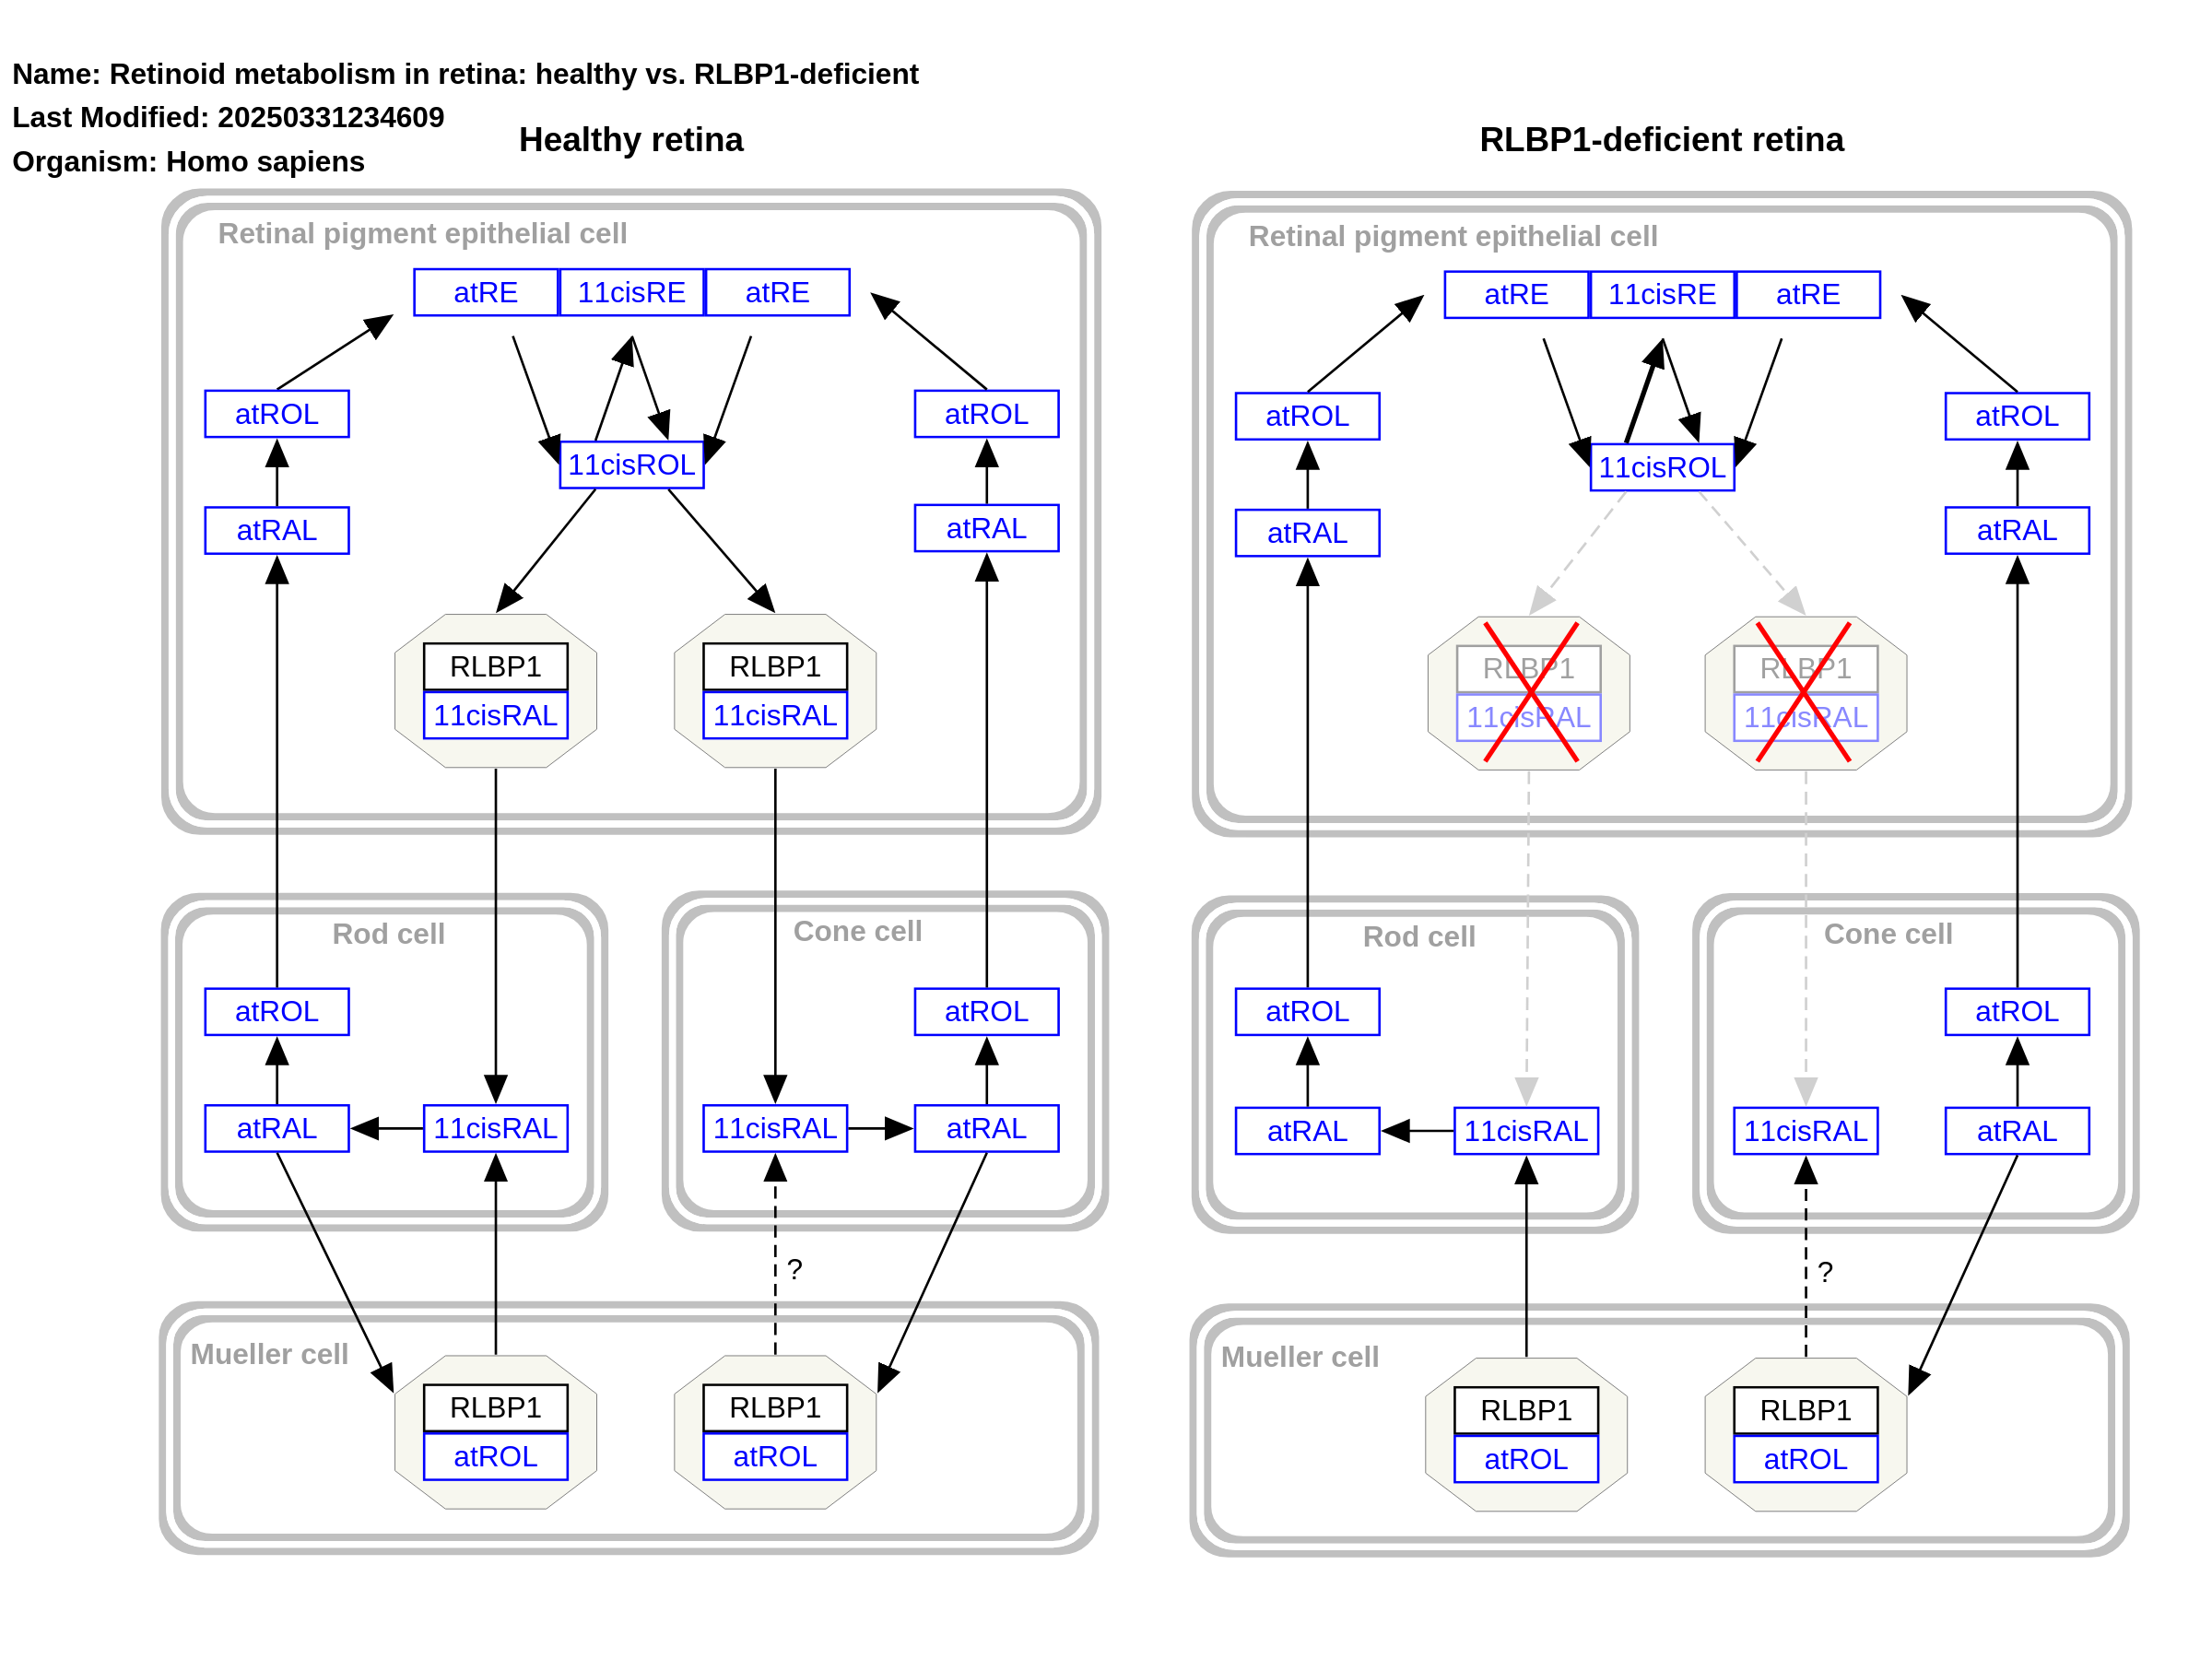 Name: Retinoid metabolism in retina: healthy vs. RLBP1-deficient
Last Modified: 20250331234609
Organism: Homo sapiens
Healthy retina
Retinal pigment epithelial cell
atRE 11cisRE atRE
atROL
atROL
11cisROL
atRAL
atRAL
RLBP1
11cisRAL
RLBP1
11cisRAL
Rod cell
atROL
atRAL
11cisRAL
Cone cell
atROL
11cisRAL
atRAL
?
Mueller cell
RLBP1
atROL
RLBP1
atROL
RLBP1-deficient retina
Retinal pigment epithelial cell
atRE 11cisRE atRE
atROL
atROL
11cisROL
atRAL
atRAL
RLBP1
11cisRAL
RLBP1
11cisRAL
Rod cell
atROL
atRAL
11cisRAL
Cone cell
atROL
11cisRAL
atRAL
?
Mueller cell
RLBP1
atROL
RLBP1
atROL